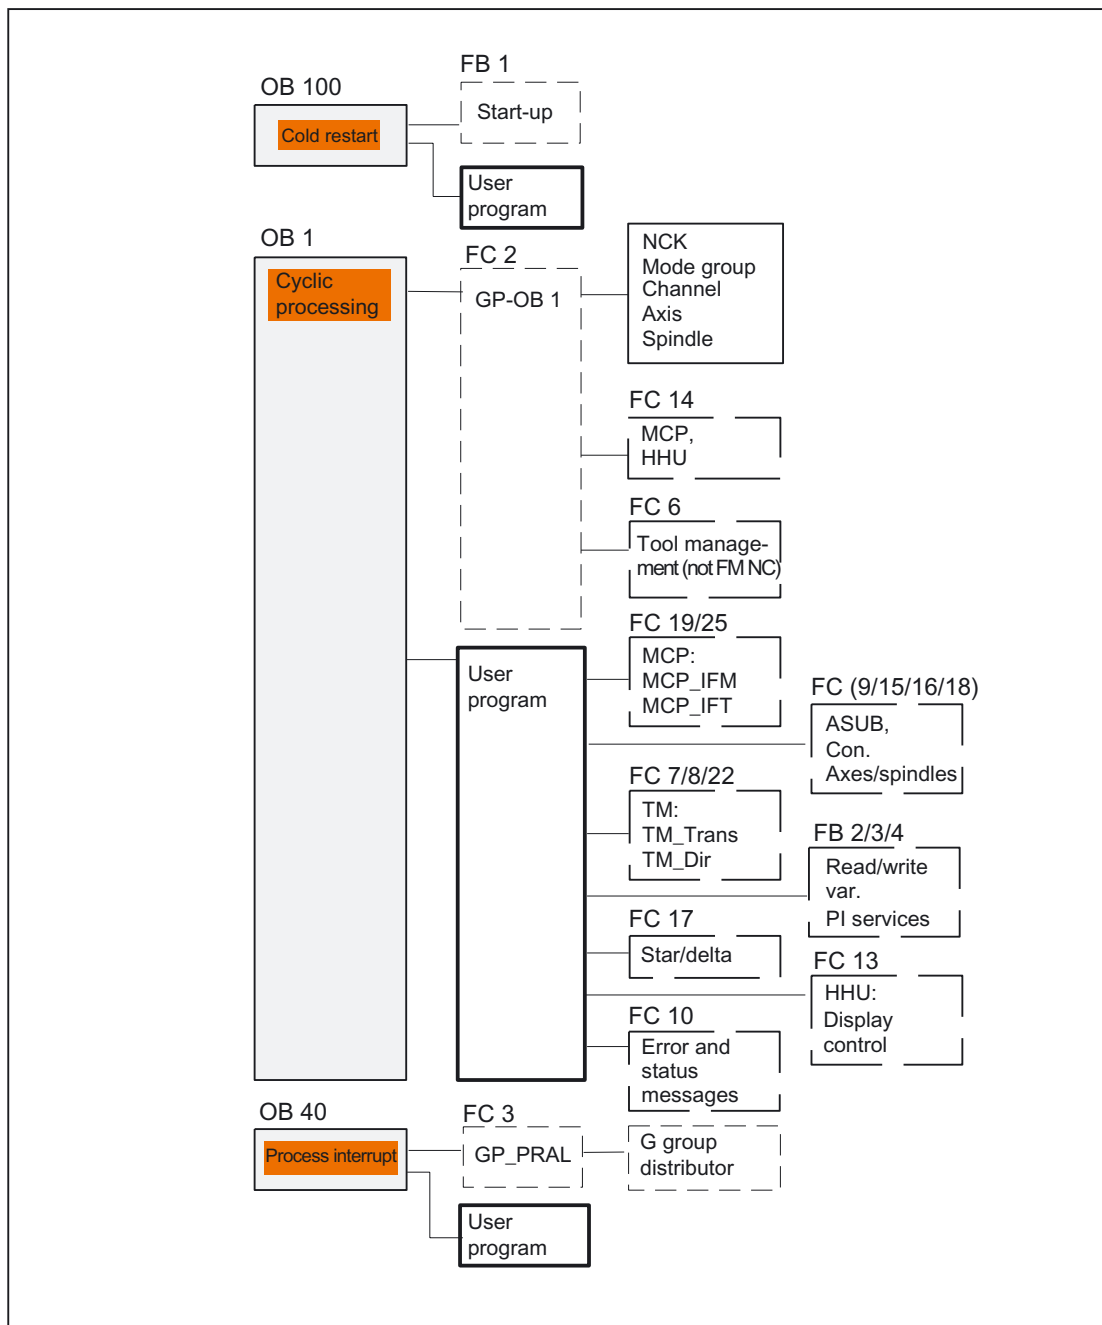 FB 1
OB 100
Start-up
Cold restart
User
program
OB 1
FC 2
Cyclic
processing
GP-OB 1
NCK
Mode group
Channel
Axis
Spindle
FC 14
MCP,
HHU
FC 6
Tool manage-
ment (not FM NC)
FC 19/25
MCP:
MCP_IFM
MCP_IFT
User
program
FC (9/15/16/18)
ASUB,
Con.
Axes/spindles
FC 7/8/22
TM:
TM_Trans
TM_Dir
FB 2/3/4
Read/write
var.
PI services
FC 17
Star/delta
FC 13
HHU:
Display
control
FC 10
Error and
status
messages
OB 40
FC 3
Process interrupt
GP_PRAL
G group
distributor
User
program